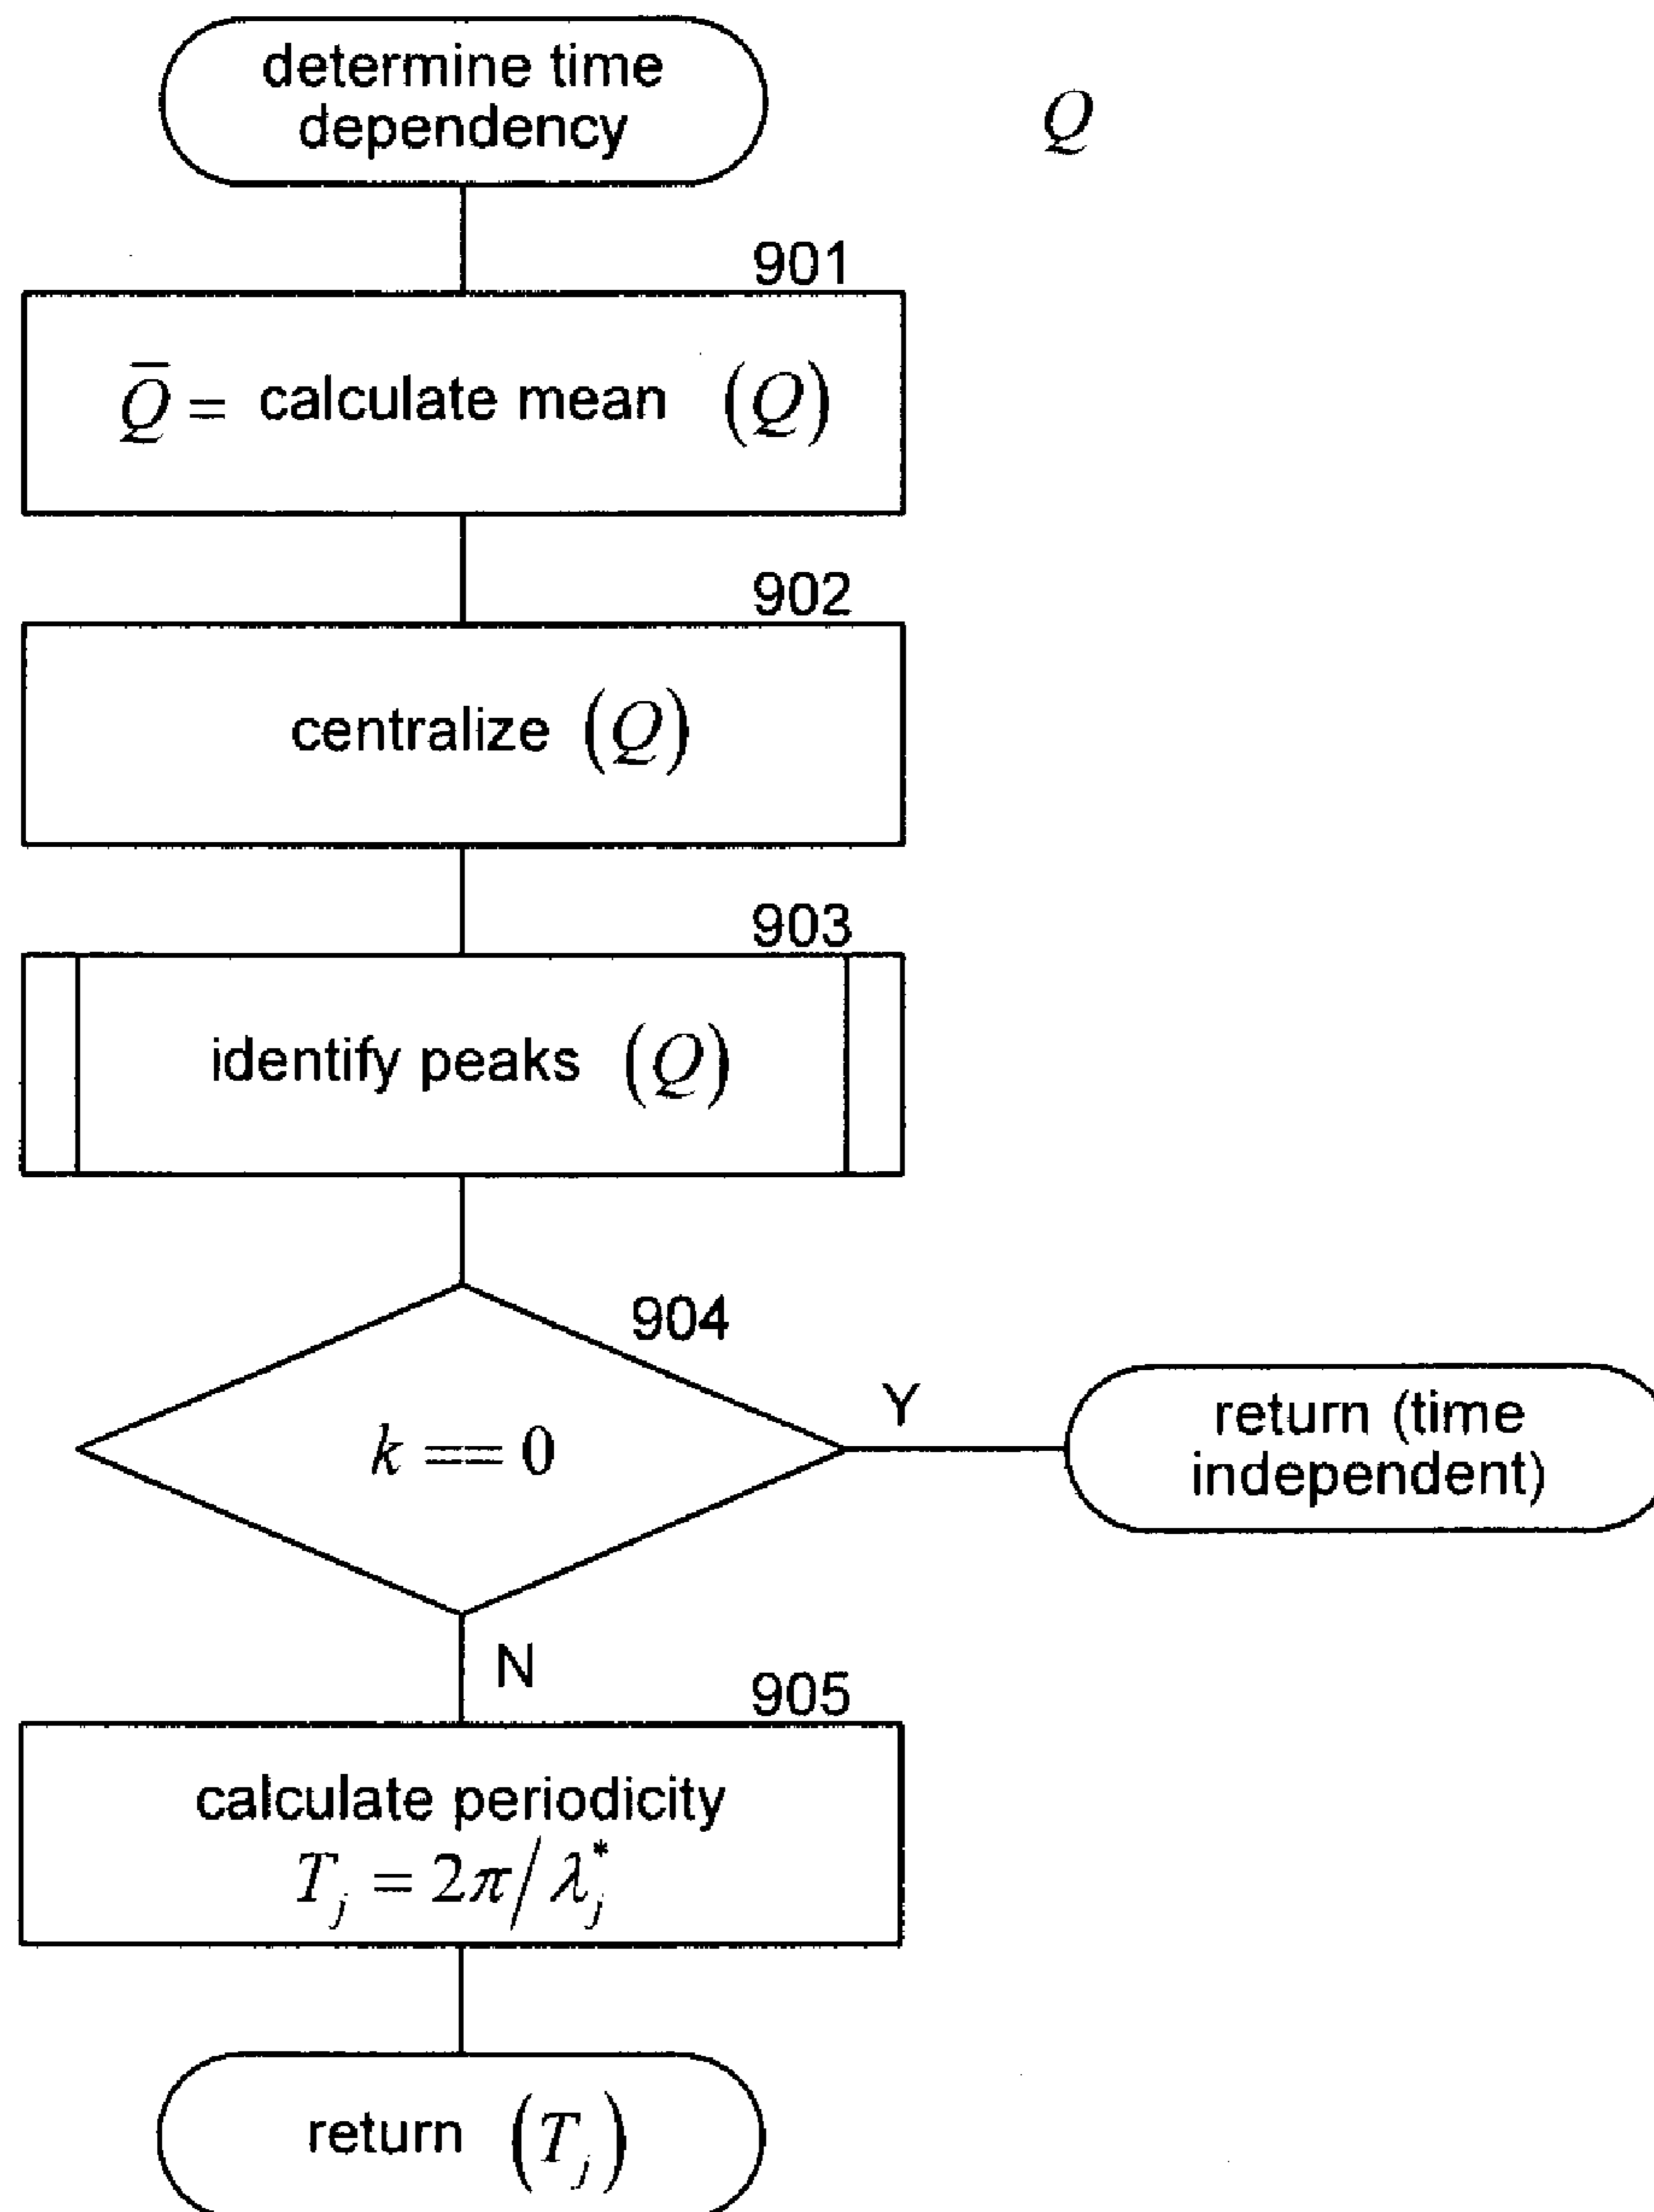 determine time
dependency
Q
901
Q̄ = calculate mean (Q)
902
centralize (Q)
903
identify peaks (Q)
904
k == 0
Y
return (time
independent)
N
905
calculate periodicity
T_j = 2π/λ_j^*
return (T_j)